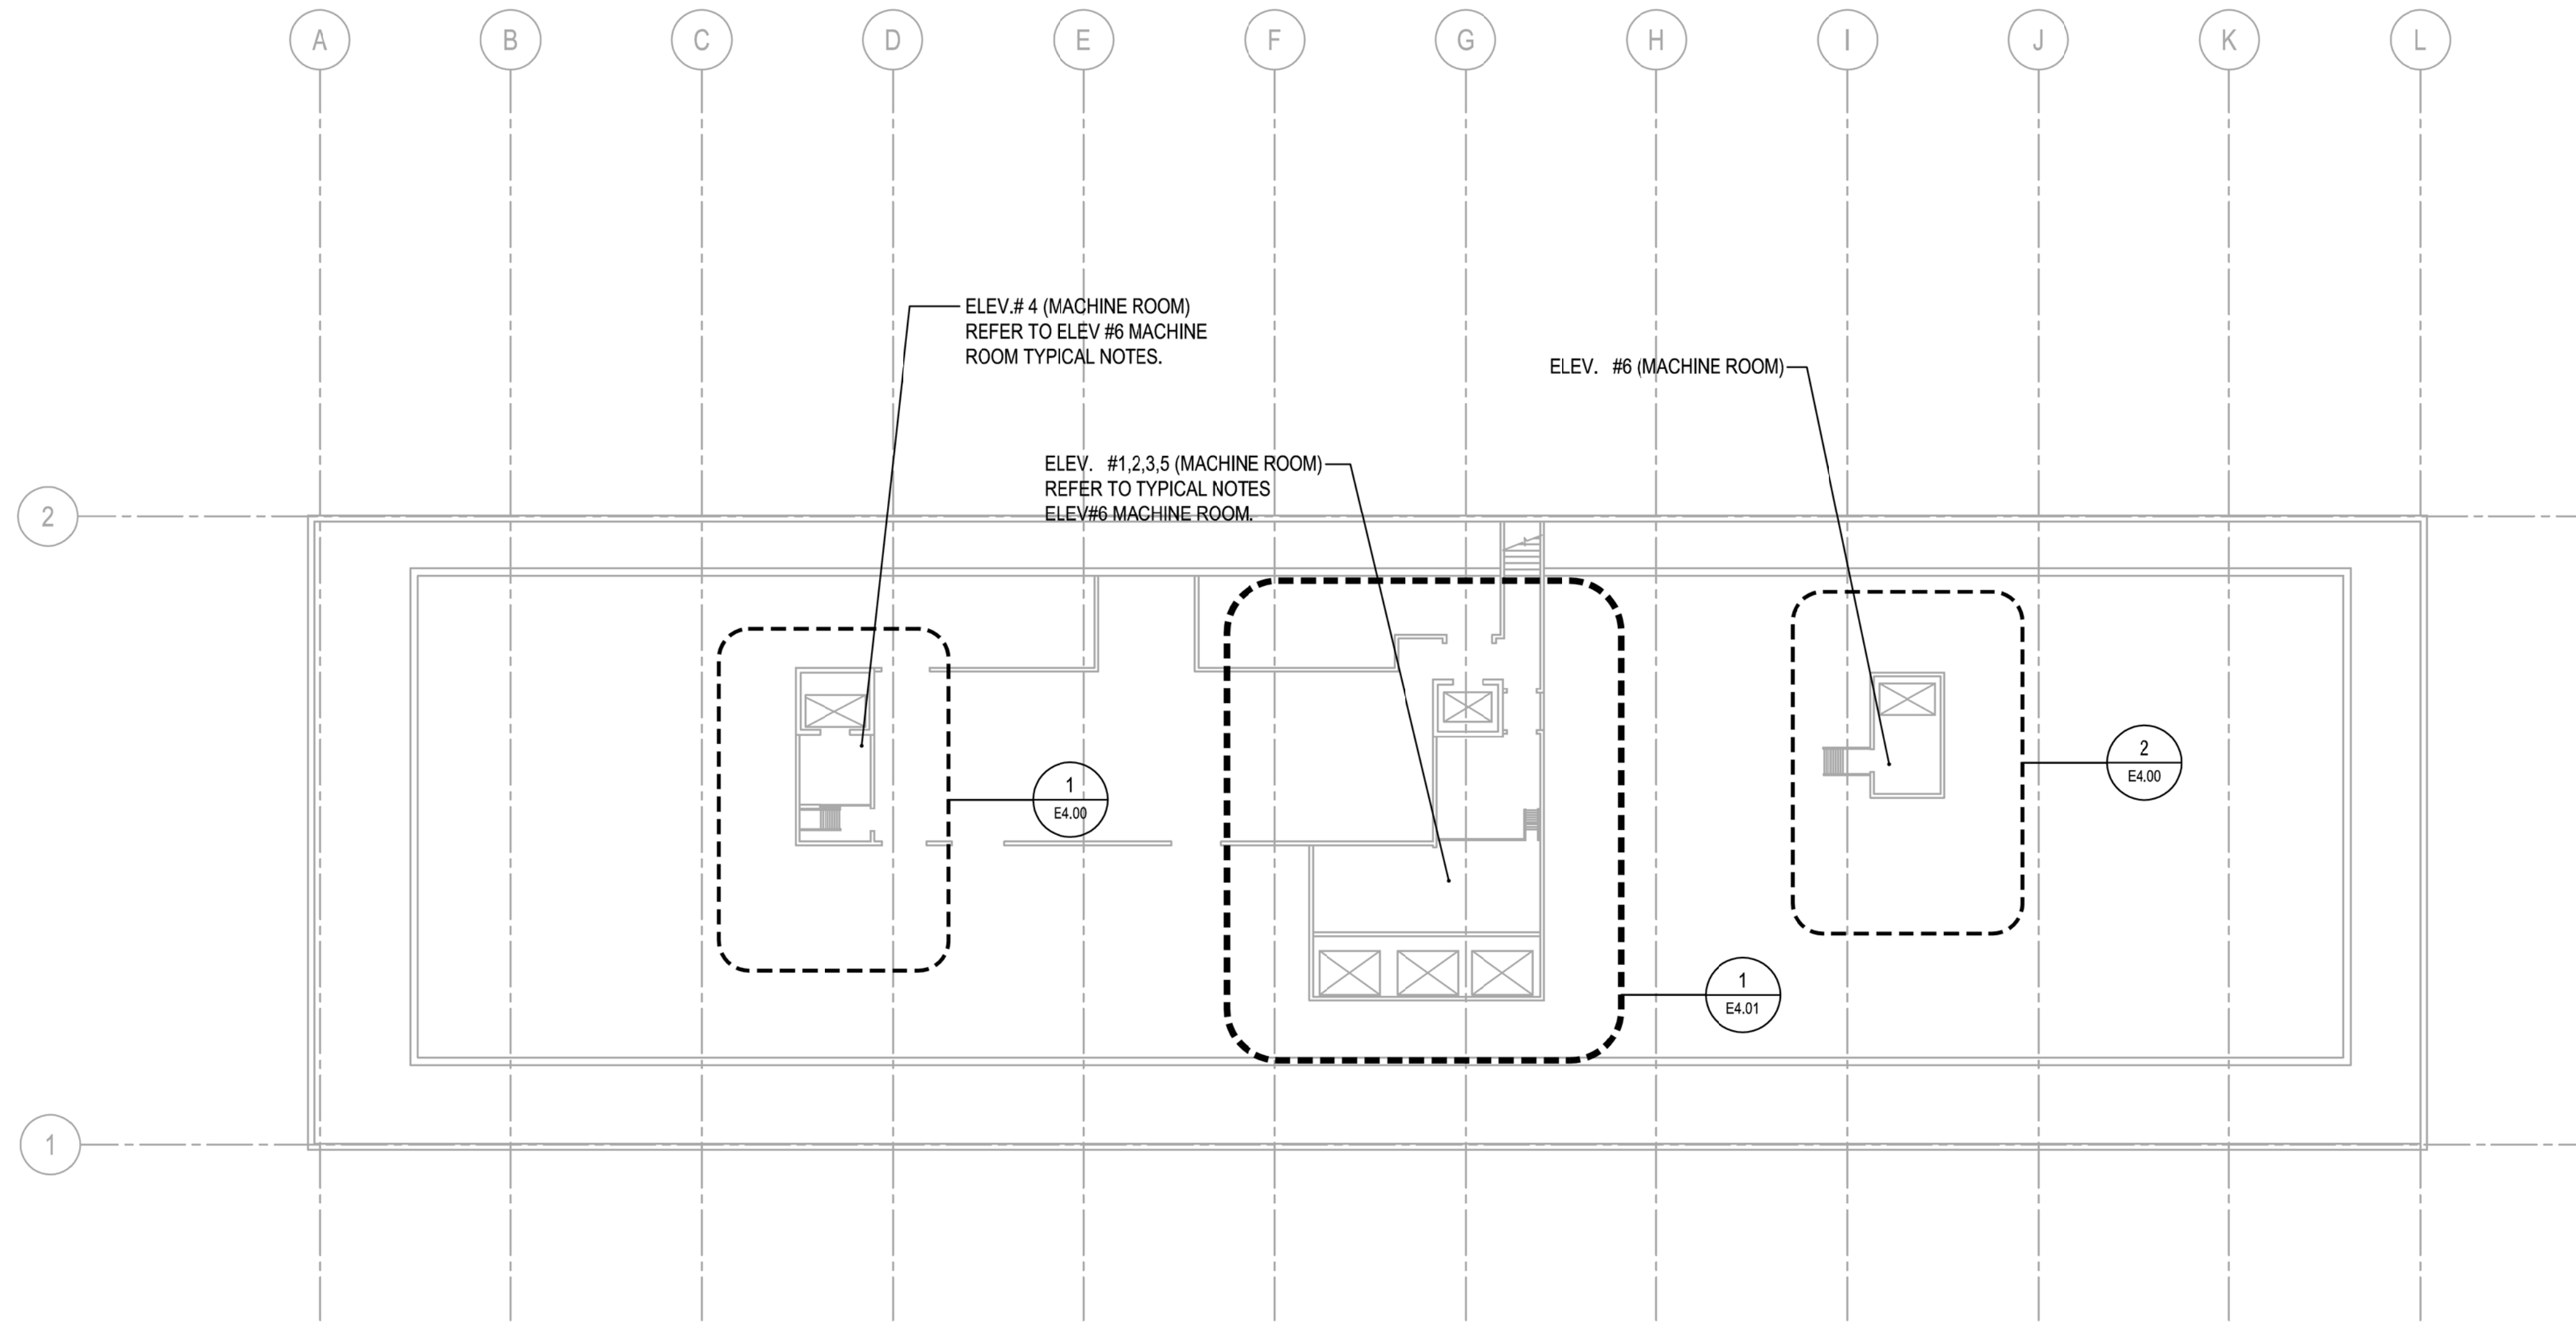 A
B
C
D
E
F
G
H
I
J
K
L
ELEV.# 4 (MACHINE ROOM)
REFER TO ELEV #6 MACHINE
ROOM TYPICAL NOTES.
ELEV. #6 (MACHINE ROOM)
ELEV. #1,2,3,5 (MACHINE ROOM)
REFER TO TYPICAL NOTES
ELEV#6 MACHINE ROOM.
2
2
E4.00
1
E4.00
1
E4.01
1